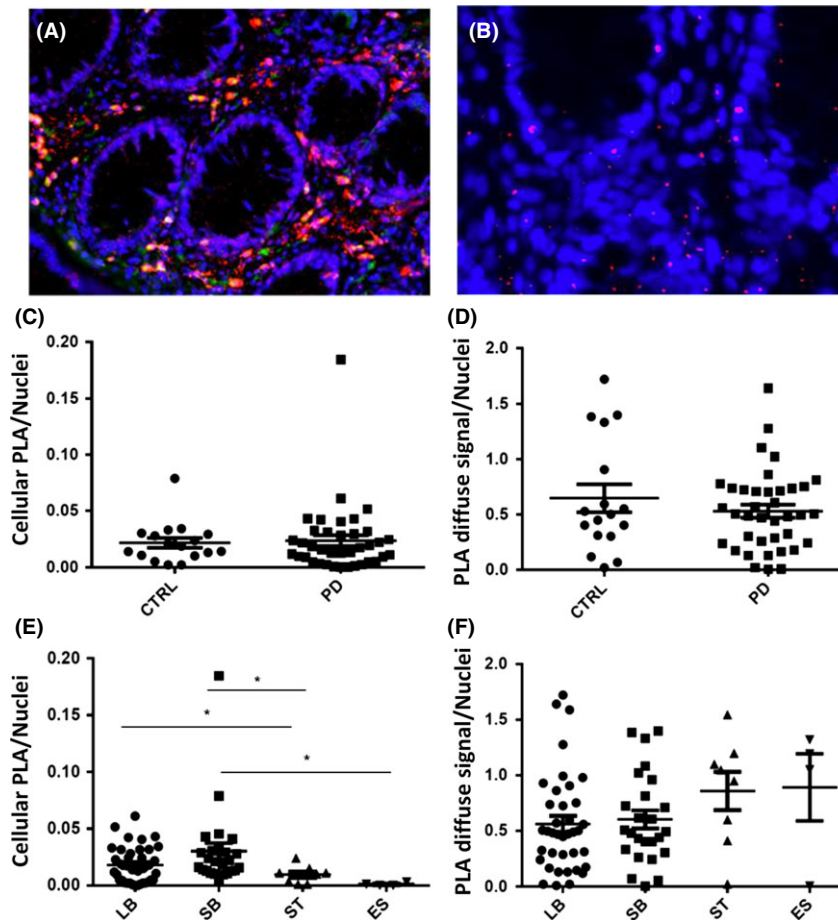 (A)
(B)
(C)
Cellular PLA/Nuclei
0.20
0.15
0.10
0.05
0.00
CTRL
PD
(D)
PLA diffuse signal/Nuclei
2.0
1.5
1.0
0.5
0.0
CTRL
PD
(E)
Cellular PLA/Nuclei
0.20
0.15
0.10
0.05
0.00
*
*
*
LB
SB
ST
ES
(F)
PLA diffuse signal/Nuclei
2.0
1.5
1.0
0.5
0.0
LB
SB
ST
ES